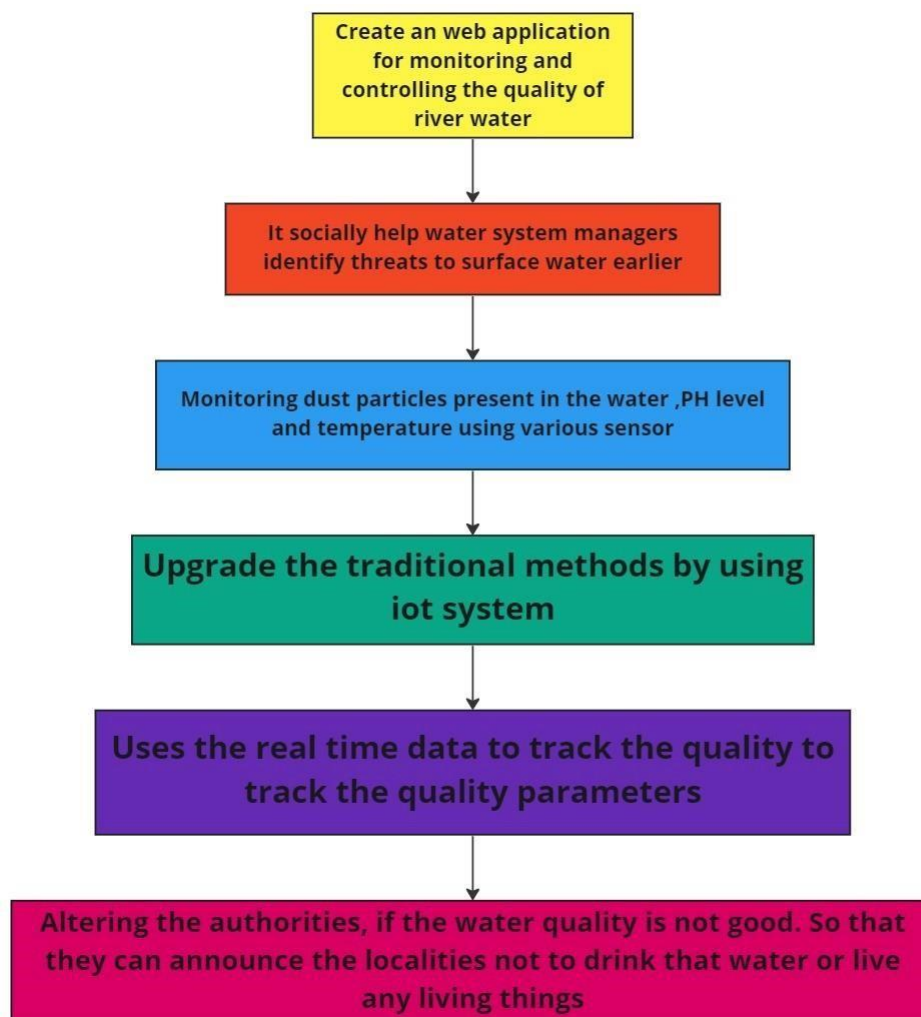 Create an web application
for monitoring and
controlling the quality of
river water
It socially help water system managers
identify threats to surface water earlier
Monitoring dust particles present in the water ,PH level
and temperature using various sensor
Upgrade the traditional methods by using
iot system
Uses the real time data to track the quality to
track the quality parameters
Altering the authorities, if the water quality is not good. So that
they can announce the localities not to drink that water or live
any living things